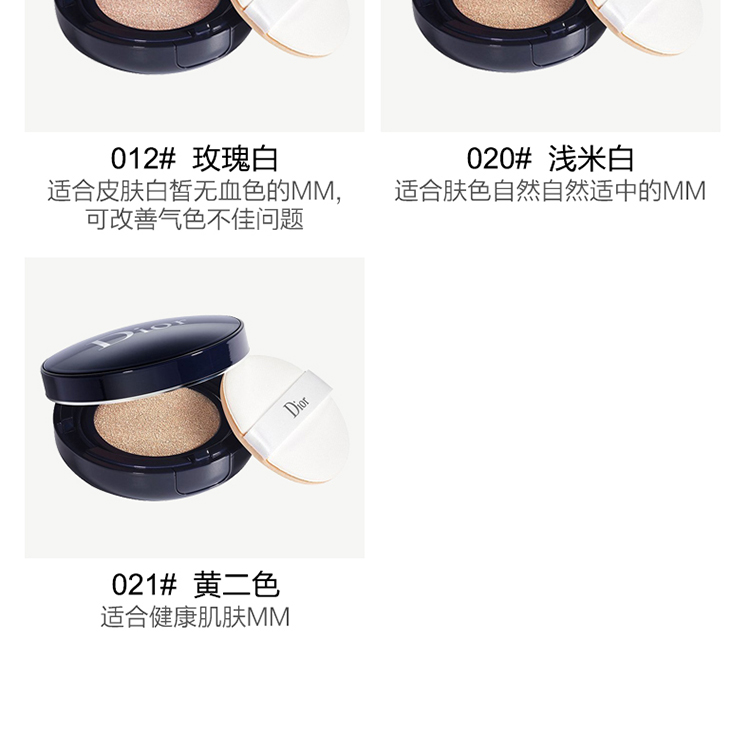 012# 玫瑰白
适合皮肤白皙无血色的MM,
可改善气色不佳问题
020# 浅米白
适合肤色自然自然适中的MM
Dior
Dior
021# 黄二色
适合健康肌肤MM